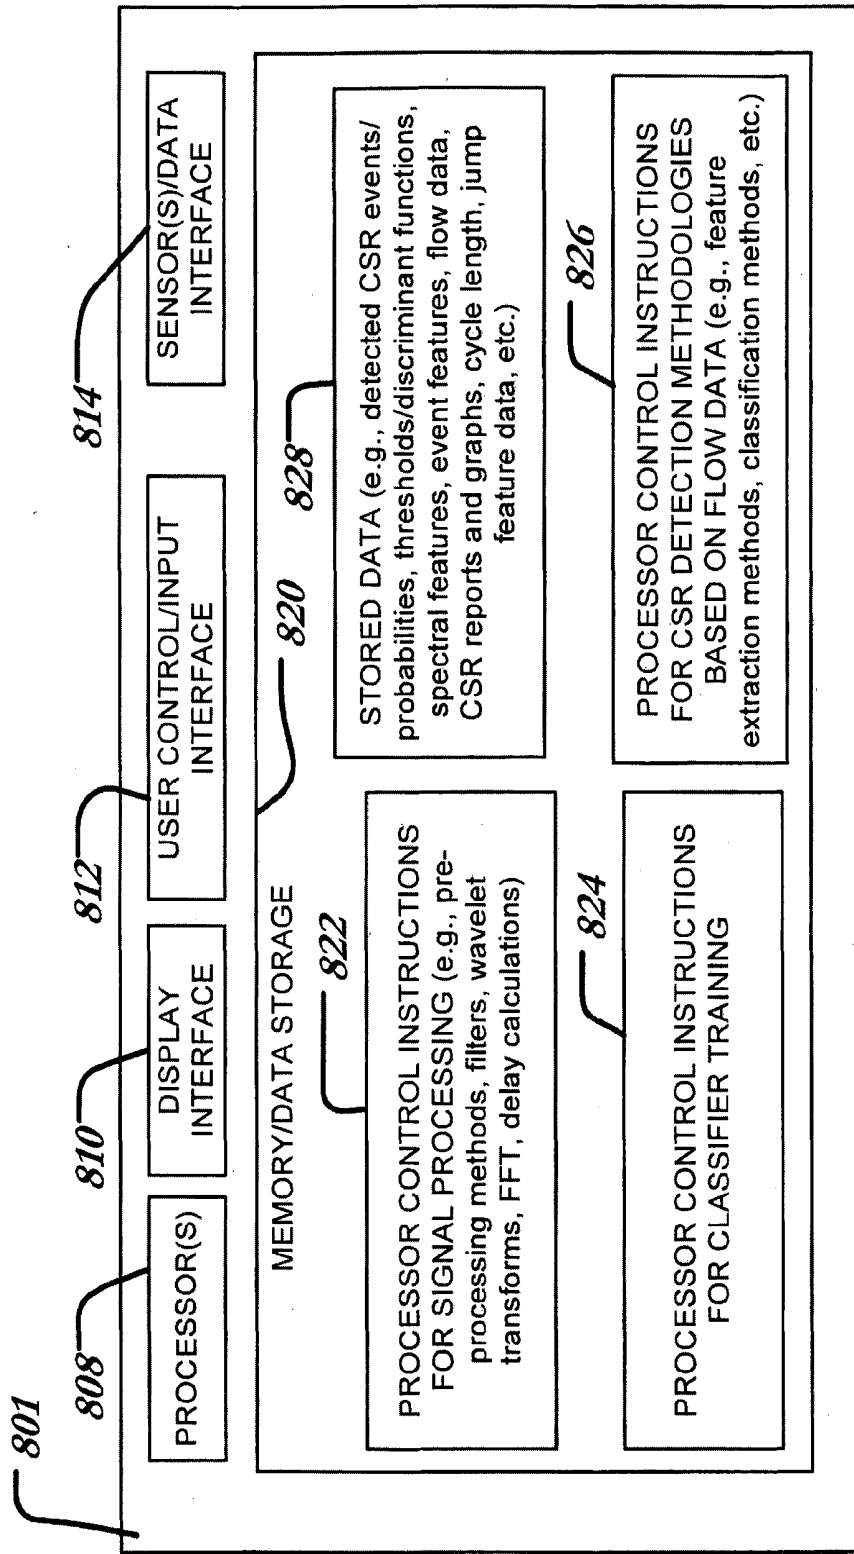 801
808
810
812
814
PROCESSOR(S)
DISPLAY
INTERFACE
USER CONTROL/INPUT
INTERFACE
SENSOR(S)/DATA
INTERFACE
820
MEMORY/DATA STORAGE
822
PROCESSOR CONTROL INSTRUCTIONS
FOR SIGNAL PROCESSING (e.g., pre-
processing methods, filters, wavelet
transforms, FFT, delay calculations)
828
STORED DATA (e.g., detected CSR events/
probabilities, thresholds/discriminant functions,
spectral features, event features, flow data,
CSR reports and graphs, cycle length, jump
feature data, etc.)
824
PROCESSOR CONTROL INSTRUCTIONS
FOR CLASSIFIER TRAINING
826
PROCESSOR CONTROL INSTRUCTIONS
FOR CSR DETECTION METHODOLOGIES
BASED ON FLOW DATA (e.g., feature
extraction methods, classification methods, etc.)